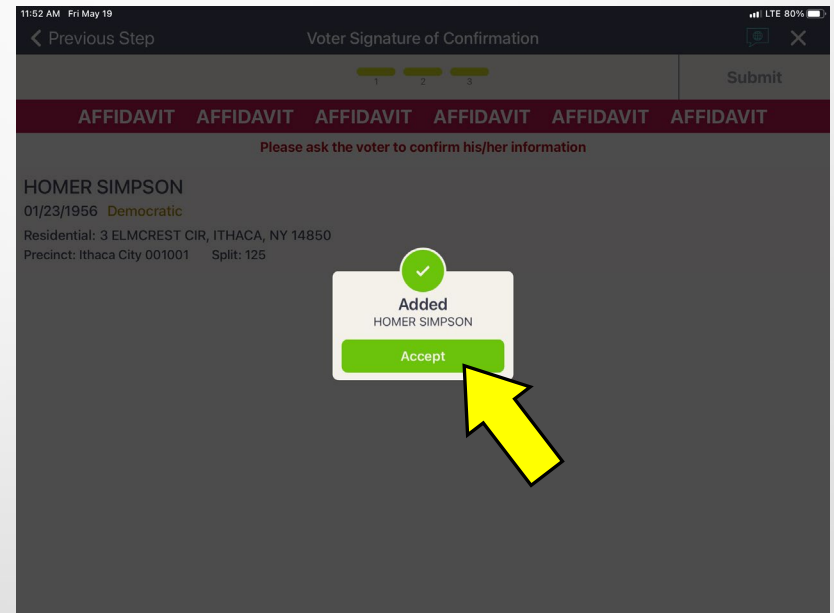 11:52 AM Fri May 19 LTE 80%
Previous Step Voter Signature of Confirmation
1 2 3 Submit
AFFIDAVIT AFFIDAVIT AFFIDAVIT AFFIDAVIT AFFIDAVIT AFFIDAVIT
Please ask the voter to confirm his/her information
HOMER SIMPSON
01/23/1956 Democratic
Residential: 3 ELMCREST CIR, ITHACA, NY 14850
Precinct: Ithaca City 001001 Split: 125
Added
HOMER SIMPSON
Accept